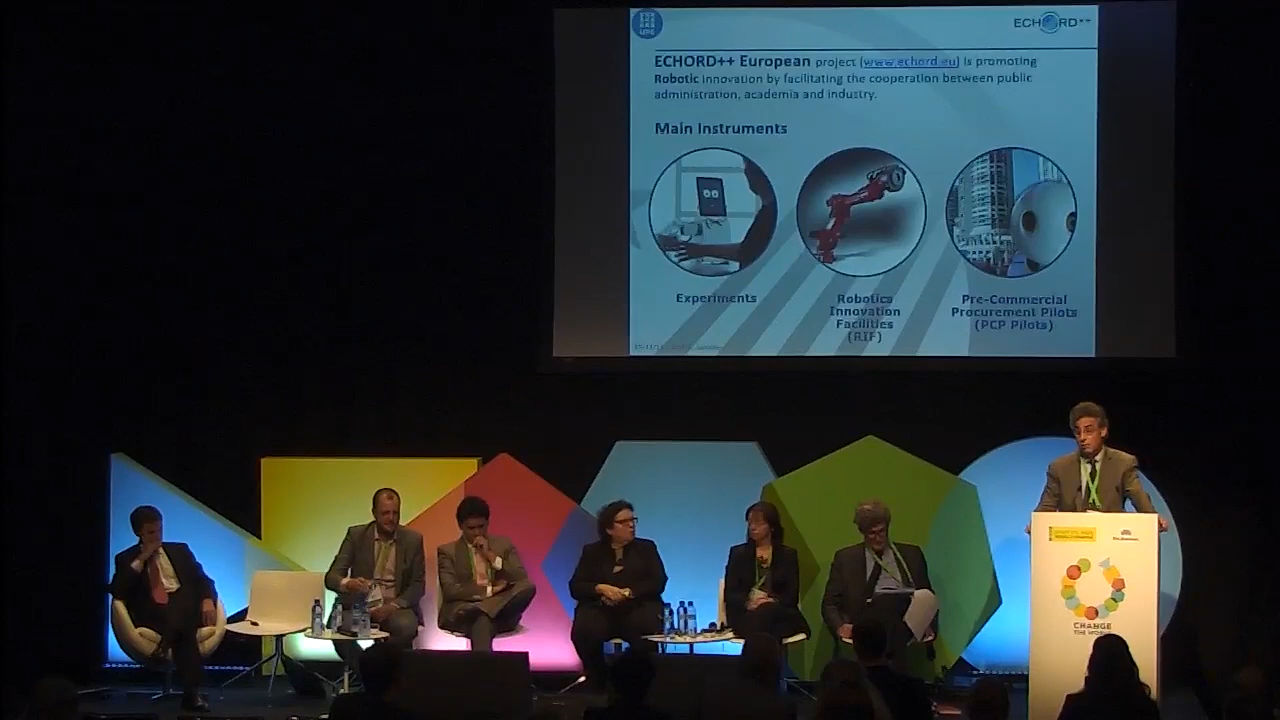 UPC
ECHORD++
ECHORD++ European project (www.echord.eu) is promoting
Robotic innovation by facilitating the cooperation between public
administration, academia and industry.
Main Instruments
Experiments
Robotics
Innovation
Facilities
(RIF)
Pre-Commercial
Procurement Pilots
(PCP Pilots)
CHANGE
THE WORLD